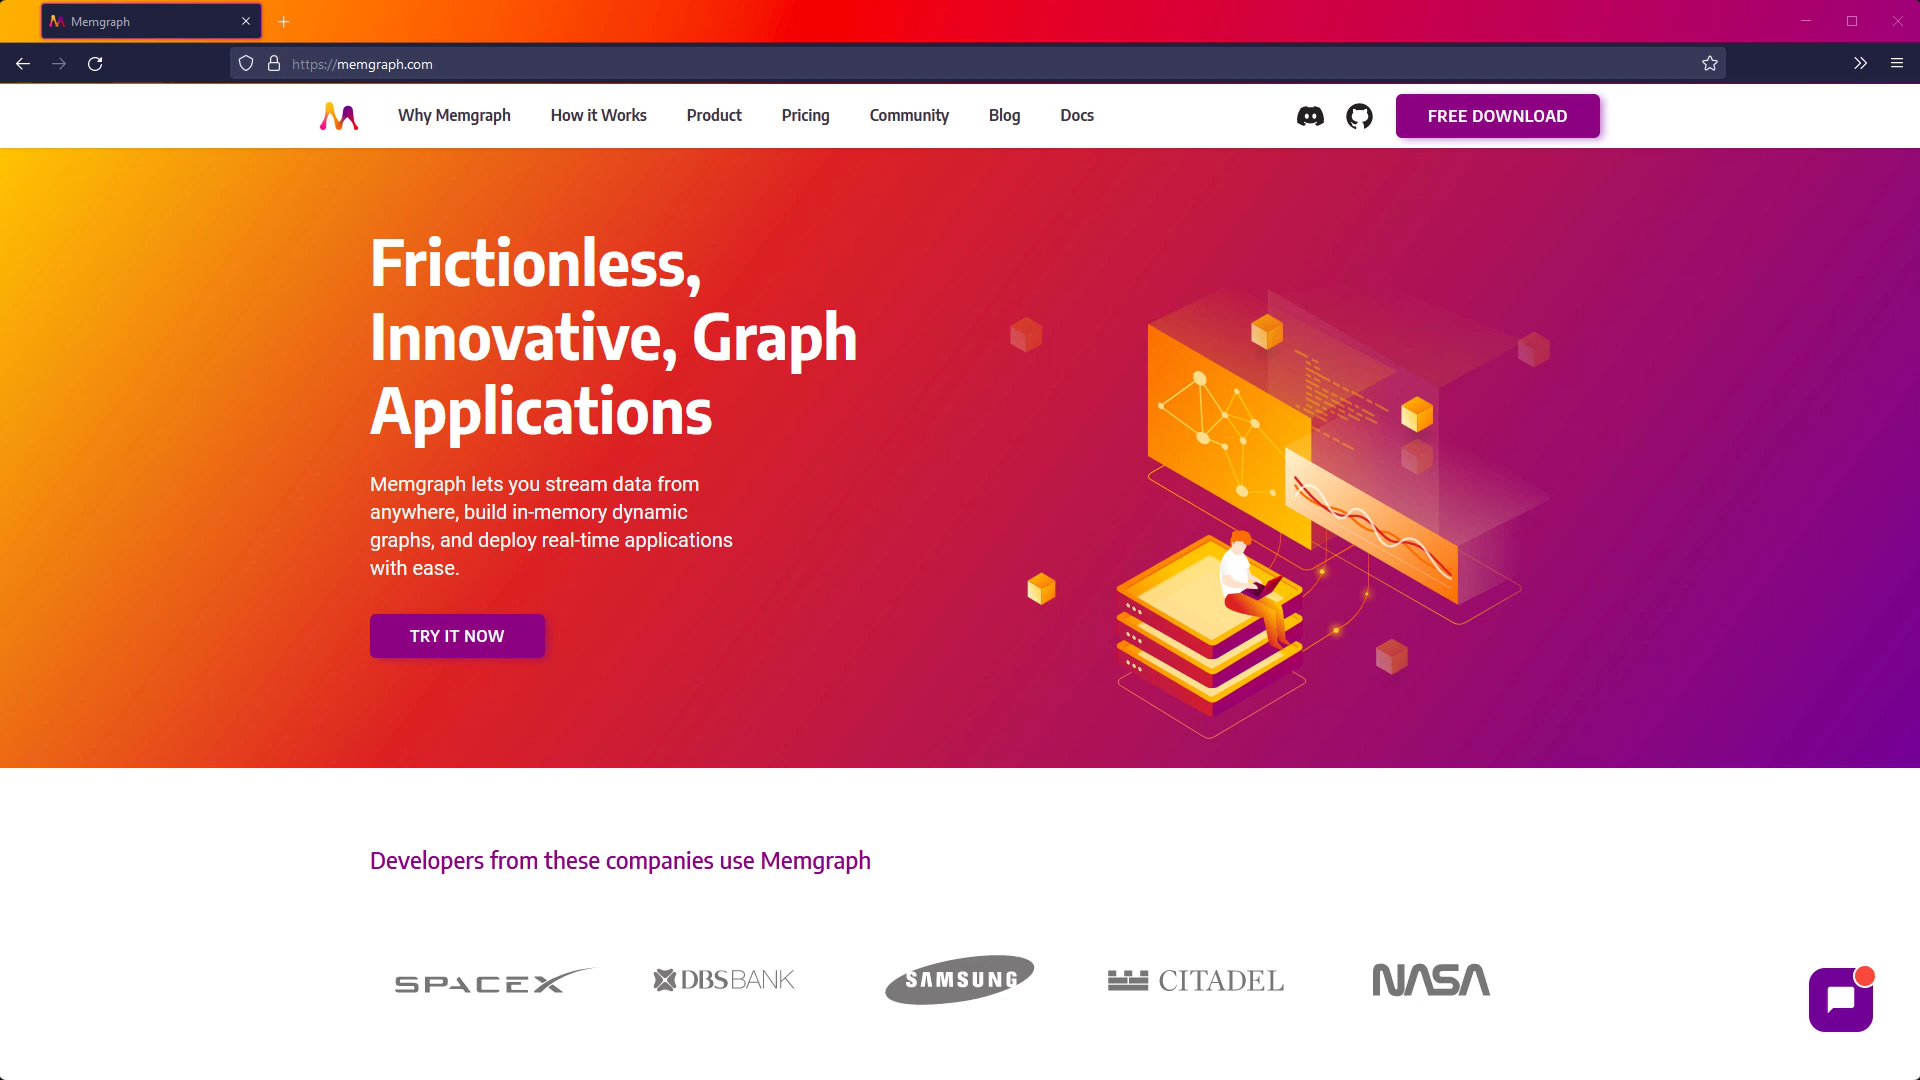 Memgraph
https://memgraph.com
Why Memgraph
How it Works
Product
Pricing
Community
Blog
Docs
FREE DOWNLOAD
Frictionless,
Innovative, Graph
Applications
Memgraph lets you stream data from
anywhere, build in-memory dynamic
graphs, and deploy real-time applications
with ease.
TRY IT NOW
Developers from these companies use Memgraph
SPACEX
DBS BANK
SAMSUNG
CITADEL
NASA